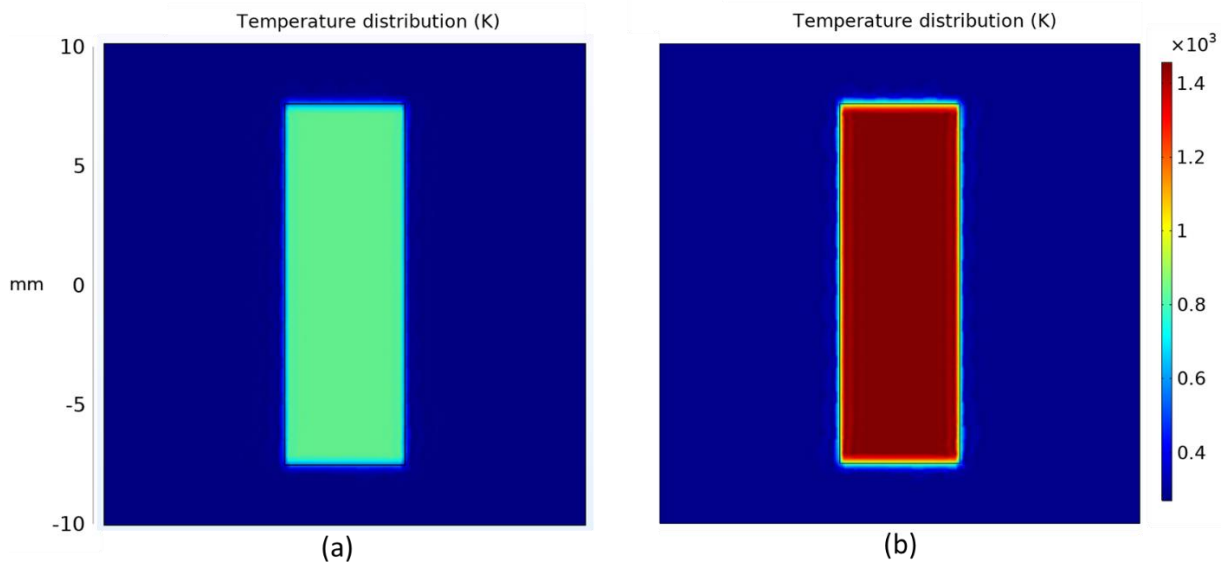 Temperature distribution (K)
Temperature distribution (K)
10
5
mm
0
-5
-10
×10³
1.4
1.2
1
0.8
0.6
0.4
(a)
(b)